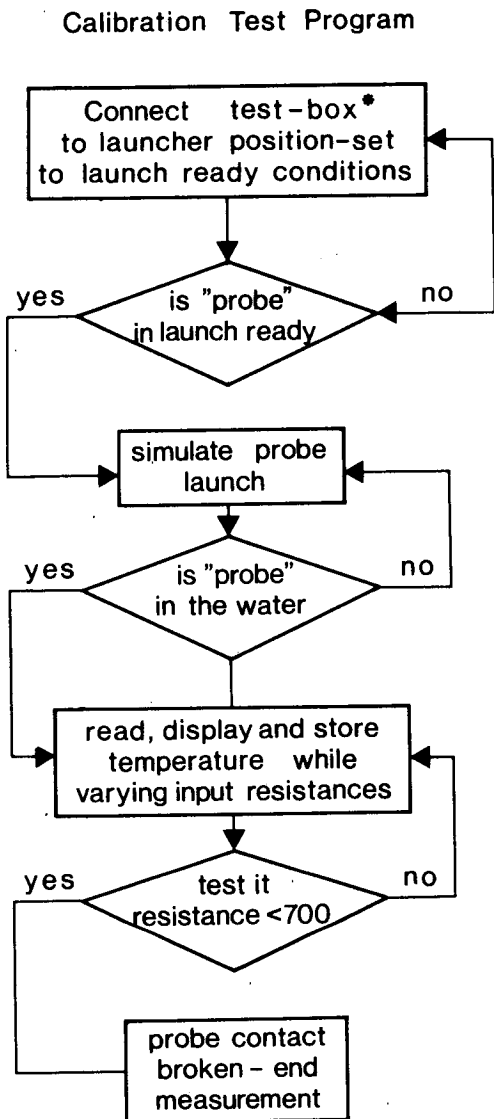 Calibration Test Program
Connect test-box*
to launcher position-set
to launch ready conditions
yes
is "probe"
in launch ready
no
simulate probe
launch
yes
is "probe"
in the water
no
read, display and store
temperature while
varying input resistances
yes
test it
resistance <700
no
probe contact
broken - end
measurement